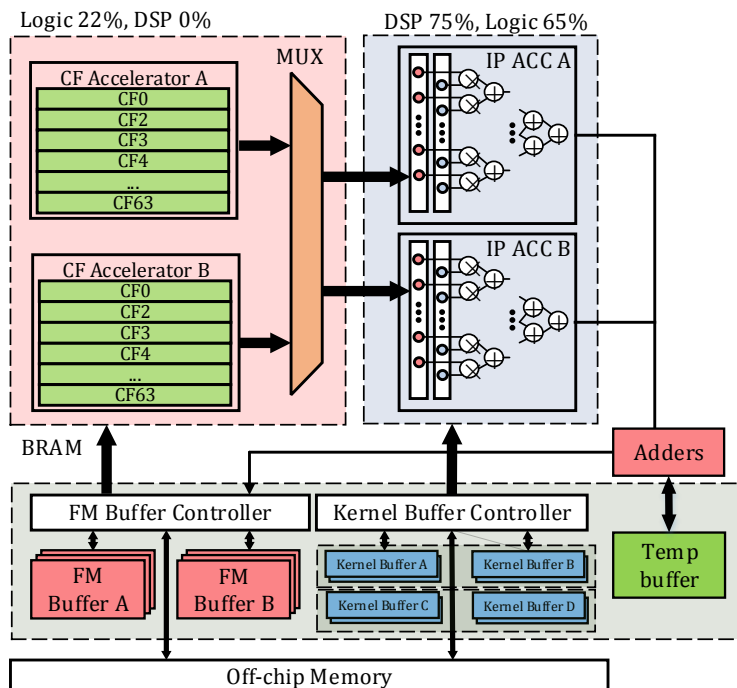 Logic 22%, DSP 0%
DSP 75%, Logic 65%
MUX
CF Accelerator A
CF0
CF2
CF3
CF4
...
CF63
CF Accelerator B
CF0
CF2
CF3
CF4
...
CF63
IP ACC A
IP ACC B
BRAM
Adders
FM Buffer Controller
Kernel Buffer Controller
FM
Buffer A
FM
Buffer B
Kernel Buffer A
Kernel Buffer B
Kernel Buffer C
Kernel Buffer D
Temp
buffer
Off-chip Memory